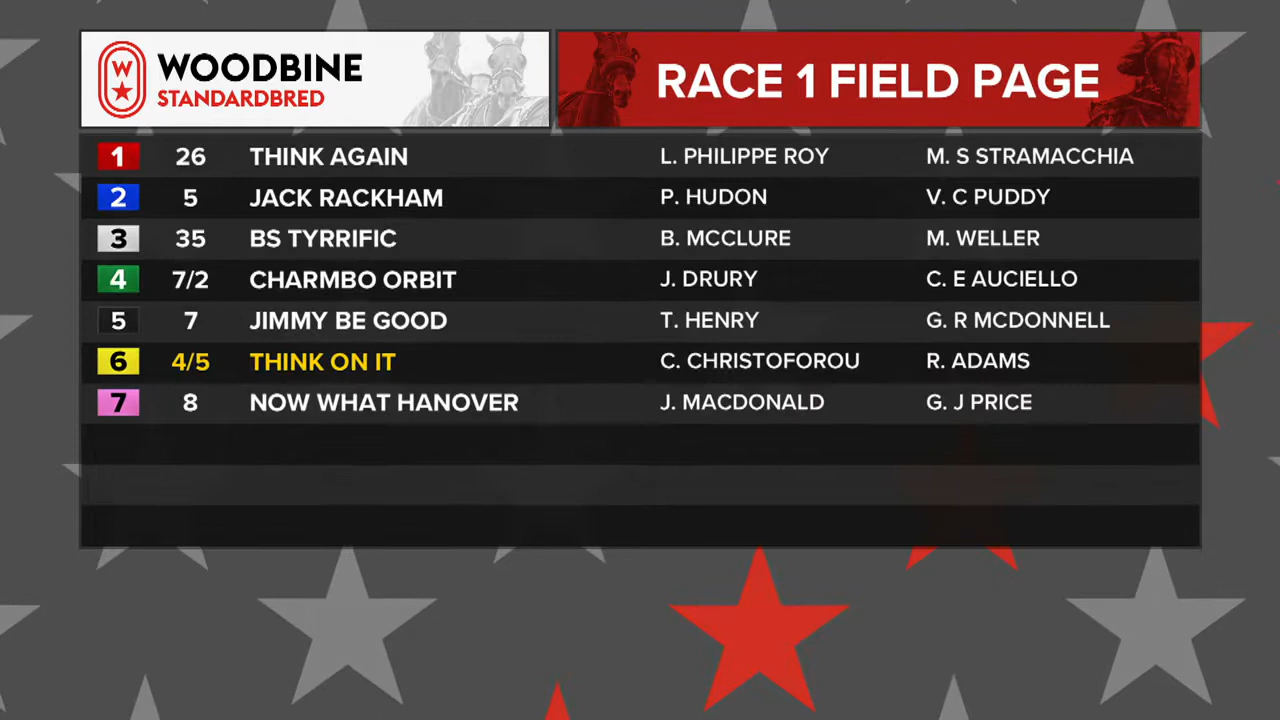 W
WOODBINE
STANDARDBRED
RACE 1 FIELD PAGE
1 26 THINK AGAIN L. PHILIPPE ROY M. S STRAMACCHIA
2 5 JACK RACKHAM P. HUDON V. C PUDDY
3 35 BS TYRRIFIC B. MCCLURE M. WELLER
4 7/2 CHARMBO ORBIT J. DRURY C. E AUCIELLO
5 7 JIMMY BE GOOD T. HENRY G. R MCDONNELL
6 4/5 THINK ON IT C. CHRISTOFOROU R. ADAMS
7 8 NOW WHAT HANOVER J. MACDONALD G. J PRICE